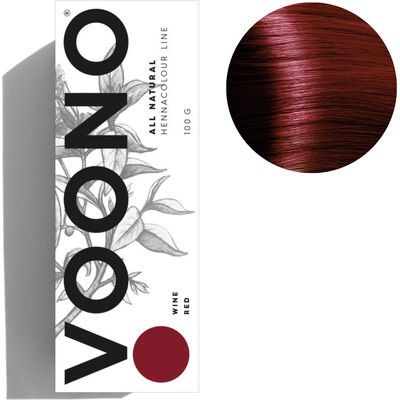 VOONO®
ALL NATURAL
HENNACOLOUR LINE
100 G
WINE
RED